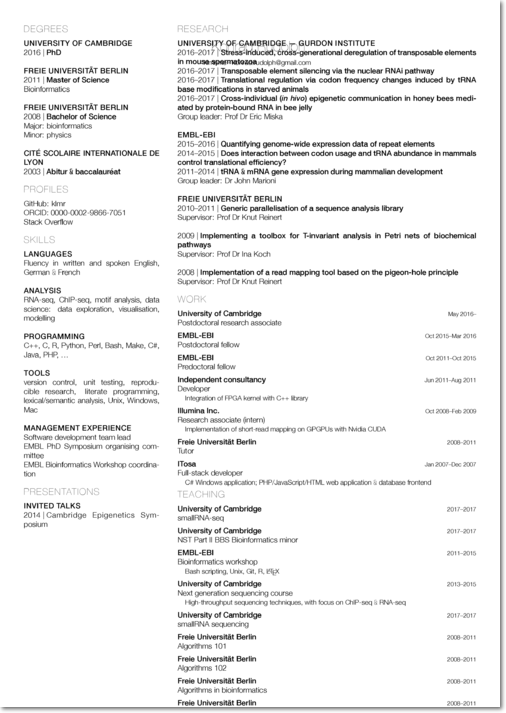 DEGREES
UNIVERSITY OF CAMBRIDGE
2016 | PhD
FREIE UNIVERSITÄT BERLIN
2011 | Master of Science
Bioinformatics
FREIE UNIVERSITÄT BERLIN
2008 | Bachelor of Science
Major: bioinformatics
Minor: physics
CITÉ SCOLAIRE INTERNATIONALE DE
LYON
2003 | Abitur & baccalauréat
PROFILES
GitHub: klmr
ORCID: 0000-0002-9866-7051
Stack Overflow
SKILLS
LANGUAGES
Fluency in written and spoken English,
German & French
ANALYSIS
RNA-seq, ChIP-seq, motif analysis, data
science: data exploration, visualisation,
modelling
PROGRAMMING
C++, C, R, Python, Perl, Bash, Make, C#,
Java, PHP, …
TOOLS
version control, unit testing, reprodu-
cible research, literate programming,
lexical/semantic analysis, Unix, Windows,
Mac
MANAGEMENT EXPERIENCE
Software development team lead
EMBL PhD Symposium organising com-
mittee
EMBL Bioinformatics Workshop coordina-
tion
PRESENTATIONS
INVITED TALKS
2014 | Cambridge Epigenetics Sym-
posium
RESEARCH
UNIVERSITY OF CAMBRIDGE — GURDON INSTITUTE
2016–2017 | Stress-induced, cross-generational deregulation of transposable elements
in mouse spermatozoa
2016–2017 | Transposable element silencing via the nuclear RNAi pathway
2016–2017 | Translational regulation via codon frequency changes induced by tRNA
base modifications in starved animals
2016–2017 | Cross-individual (in hivo) epigenetic communication in honey bees medi-
ated by protein-bound RNA in bee jelly
Group leader: Prof Dr Eric Miska
EMBL-EBI
2015–2016 | Quantifying genome-wide expression data of repeat elements
2014–2015 | Does interaction between codon usage and tRNA abundance in mammals
control translation efficiency?
2011–2014 | tRNA & mRNA gene expression during mammalian development
Group leader: Dr John Marioni
FREIE UNIVERSITÄT BERLIN
2010–2011 | Generic parallelisation of a sequence analysis library
Supervisor: Prof Dr Knut Reinert
2009 | Implementing a toolbox for T-invariant analysis in Petri nets of biochemical
pathways
Supervisor: Prof Dr Ina Koch
2008 | Implementation of a read mapping tool based on the pigeon-hole principle
Supervisor: Prof Dr Knut Reinert
WORK
University of Cambridge May 2016–
Postdoctoral research associate
EMBL-EBI Oct 2015–Mar 2016
Postdoctoral fellow
EMBL-EBI Oct 2011–Oct 2015
Predoctoral fellow
Independent consultancy Jun 2011–Aug 2011
Developer
Integration of FPGA kernel with C++ library
Illumina Inc. Oct 2008–Feb 2009
Research associate (intern)
Implementation of short-read mapping on GPGPUs with Nvidia CUDA
Freie Universität Berlin 2008–2011
Tutor
ITosa Jan 2007–Dec 2007
Full-stack developer
C# Windows application; PHP/JavaScript/HTML web application & database frontend
TEACHING
University of Cambridge 2017–2017
smallRNA-seq
University of Cambridge 2017–2017
NST Part II BBS Bioinformatics minor
EMBL-EBI 2011–2015
Bioinformatics workshop
Bash scripting, Unix, Git, R, LaTeX
University of Cambridge 2013–2015
Next generation sequencing course
High-throughput sequencing techniques, with focus on ChIP-seq & RNA-seq
University of Cambridge 2017–2017
smallRNA sequencing
Freie Universität Berlin 2008–2011
Algorithms 101
Freie Universität Berlin 2008–2011
Algorithms 102
Freie Universität Berlin 2008–2011
Algorithms in bioinformatics
Freie Universität Berlin 2008–2011